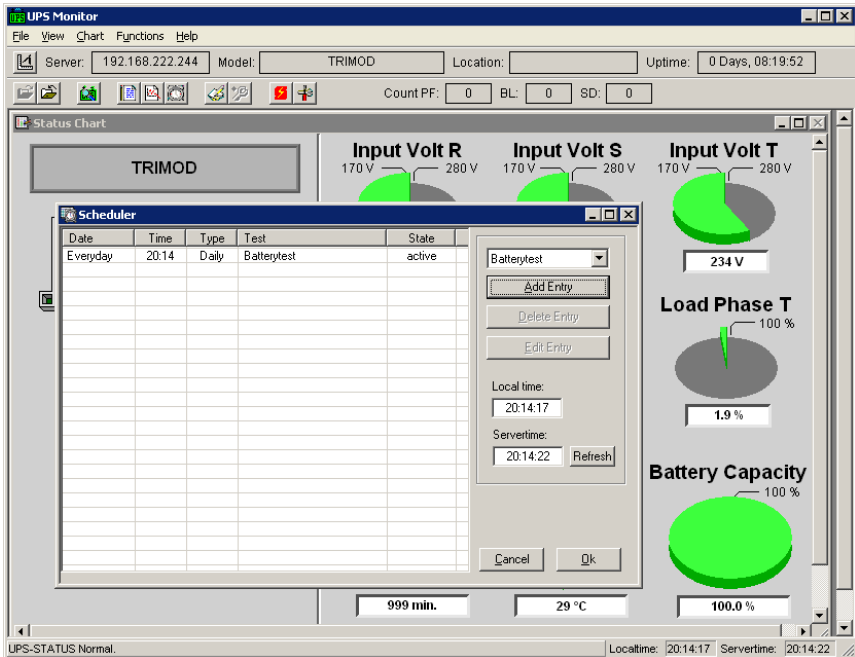 UPS Monitor
File View Chart Functions Help
Server: 192.168.222.244 Model: TRIMOD Location: Uptime: 0 Days, 08:19:52
Count PF: 0 BL: 0 SD: 0
Status Chart
TRIMOD
Input Volt R
170 V 280 V
Input Volt S
170 V 280 V
Input Volt T
170 V 280 V
234 V
Scheduler
Date Time Type Test State
Everyday 20:14 Daily Batterytest active
Batterytest
Add Entry
Delete Entry
Edit Entry
Local time:
20:14:17
Servertime:
20:14:22 Refresh
Cancel Ok
Load Phase T
100 %
1.9 %
Battery Capacity
100 %
999 min. 29 °C 100.0 %
UPS-STATUS Normal. Localtime: 20:14:17 Servertime: 20:14:22